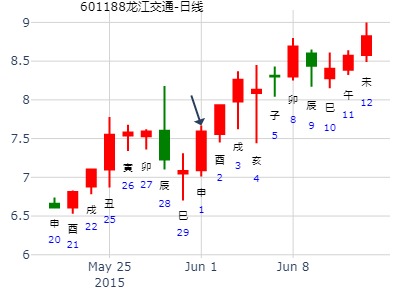 601188龙江交通-日线
9
8.5
8
7.5
7
6.5
6
申
20
酉
21
戌
22
丑
25
寅
26
卯
27
辰
28
巳
29
申
1
酉
2
戌
3
亥
4
子
5
卯
8
辰
9
巳
10
午
11
未
12
May 25
2015
Jun 1
Jun 8